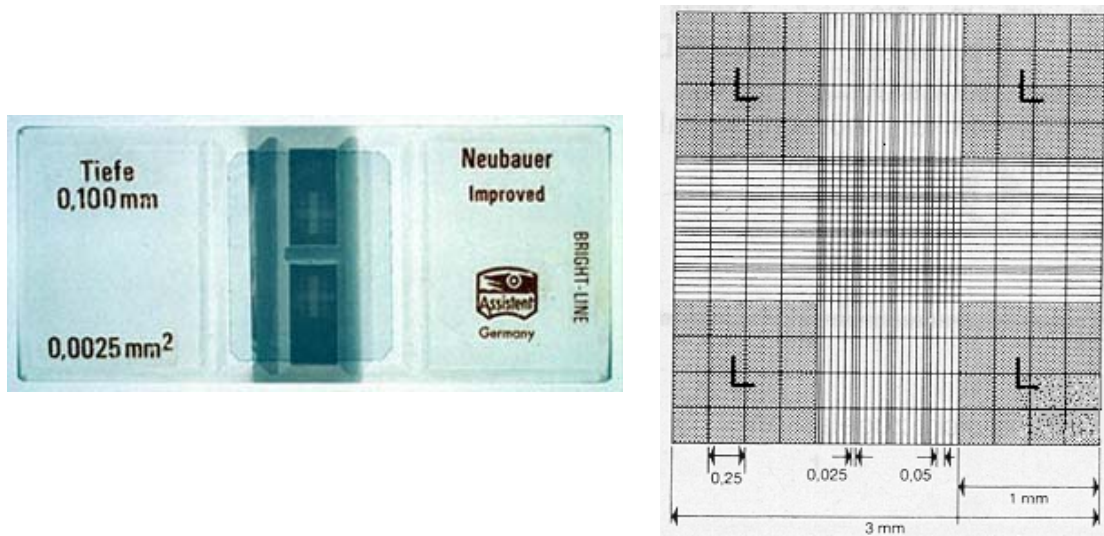 Tiefe
0,100 mm
0,0025 mm²
Neubauer
Improved
BRIGHT-LINE
Assistent
Germany
L
L
L
L
0,25
0,025
0,05
1 mm
3 mm